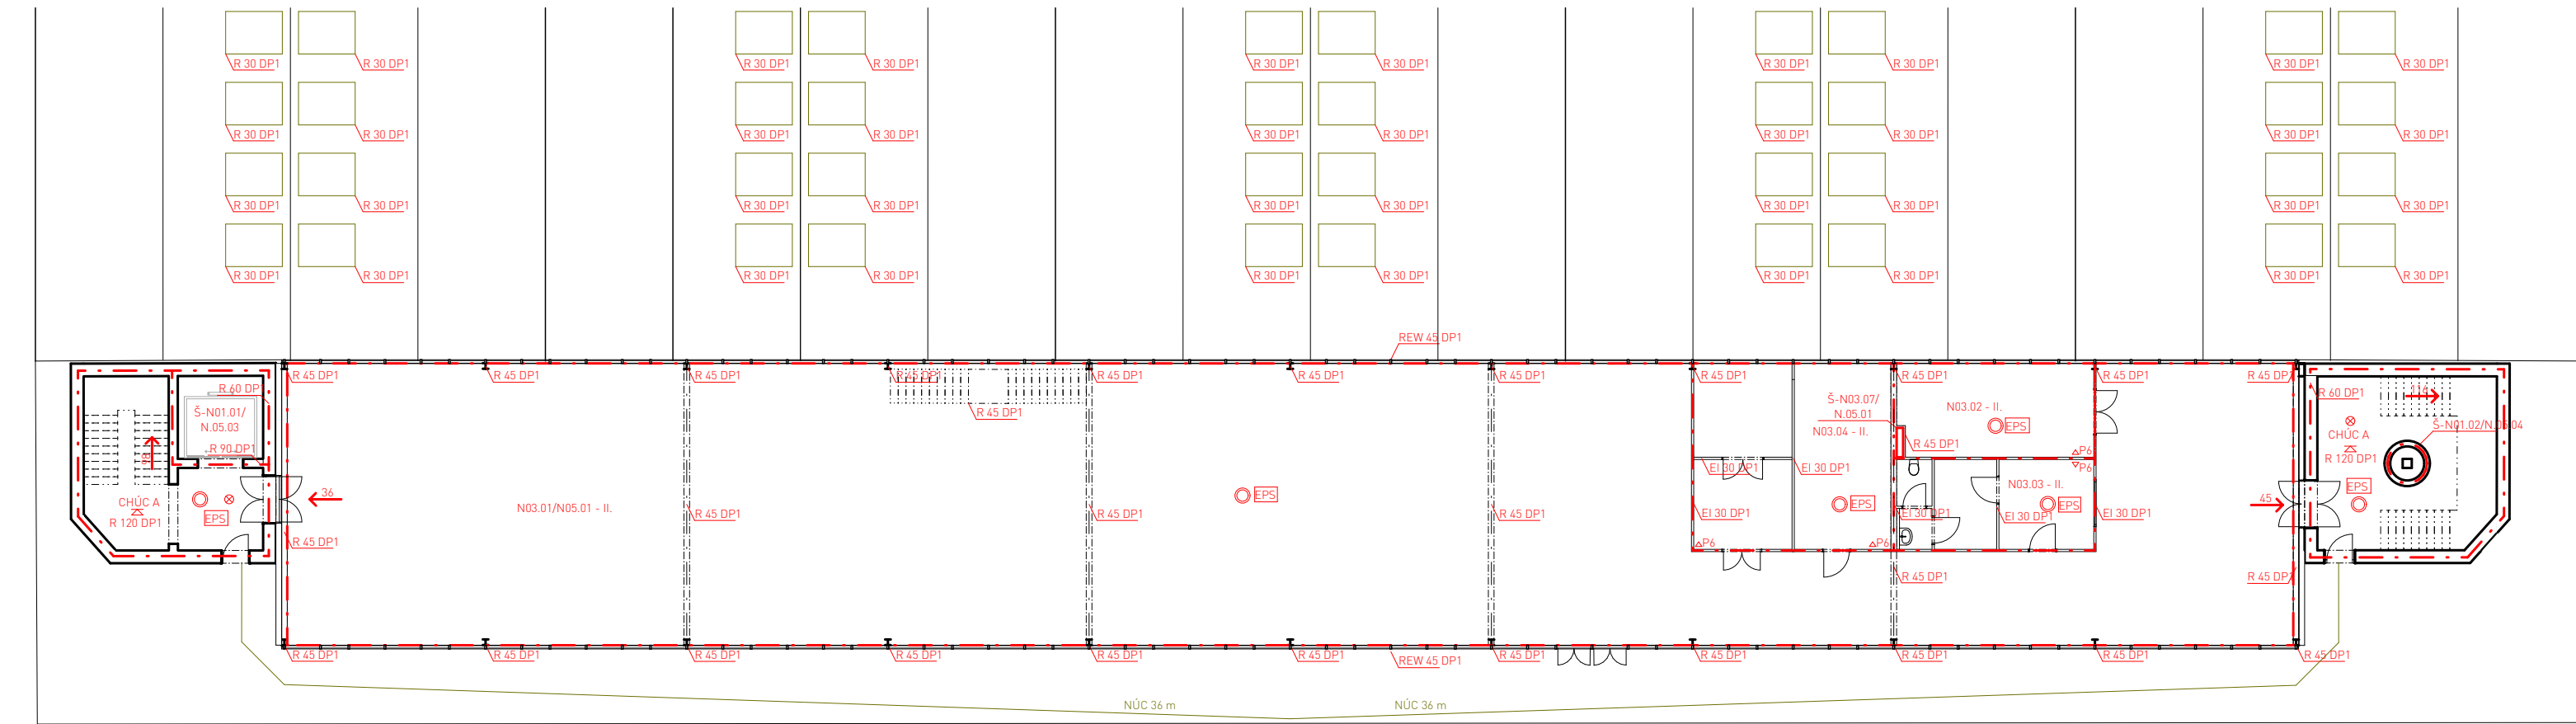 R 30 DP1 R 30 DP1 R 30 DP1 R 30 DP1 R 30 DP1 R 30 DP1 R 30 DP1 R 30 DP1 R 30 DP1 R 30 DP1
R 30 DP1 R 30 DP1 R 30 DP1 R 30 DP1 R 30 DP1 R 30 DP1 R 30 DP1 R 30 DP1 R 30 DP1 R 30 DP1
R 30 DP1 R 30 DP1 R 30 DP1 R 30 DP1 R 30 DP1 R 30 DP1 R 30 DP1 R 30 DP1 R 30 DP1 R 30 DP1
R 30 DP1 R 30 DP1 R 30 DP1 R 30 DP1 R 30 DP1 R 30 DP1 R 30 DP1 R 30 DP1 R 30 DP1 R 30 DP1
REW 45 DP1
R 45 DP1 R 45 DP1 R 45 DP1 R 45 DP1 R 45 DP1 R 45 DP1 R 45 DP1 R 45 DP1 R 45 DP1 R 45 DP1 R 45 DP1
R 60 DP1
Š-N01.01/
N.05.03
R 90 DP1
98
CHÚC A
R 120 DP1
EPS
36
R 45 DP1
N03.01/N05.01 - II.
R 45 DP1
R 45 DP1
R 45 DP1
EPS
R 45 DP1
Š-N03.07/
N.05.01
N03.04 - II.
N03.02 - II.
EPS
R 45 DP1
P6
P6
EI 30 DP1
EI 30 DP1
N03.03 - II.
EPS
EPS
EI 30 DP1
EI 30 DP1
EI 30 DP1
EI 30 DP1
P6
P6
R 45 DP1
R 45 DP1
45
R 60 DP1
CHÚC A
R 120 DP1
EPS
Š-N01.02/N.05.04
R 45 DP1 R 45 DP1 R 45 DP1 R 45 DP1 R 45 DP1 R 45 DP1 REW 45 DP1 R 45 DP1 R 45 DP1 R 45 DP1 R 45 DP1 R 45 DP1
NÚC 36 m
NÚC 36 m